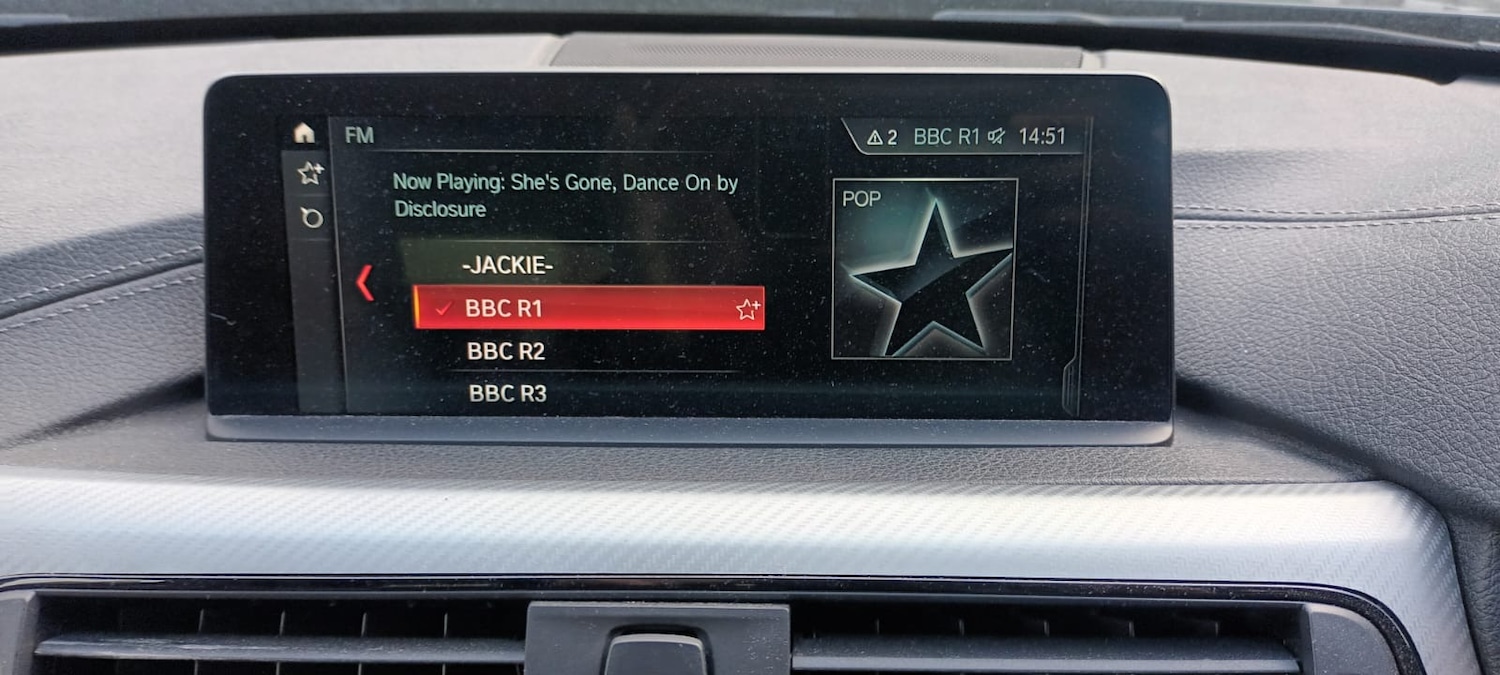 FM
2 BBC R1 14:51
Now Playing: She's Gone, Dance On by
Disclosure
POP
-JACKIE-
BBC R1
BBC R2
BBC R3